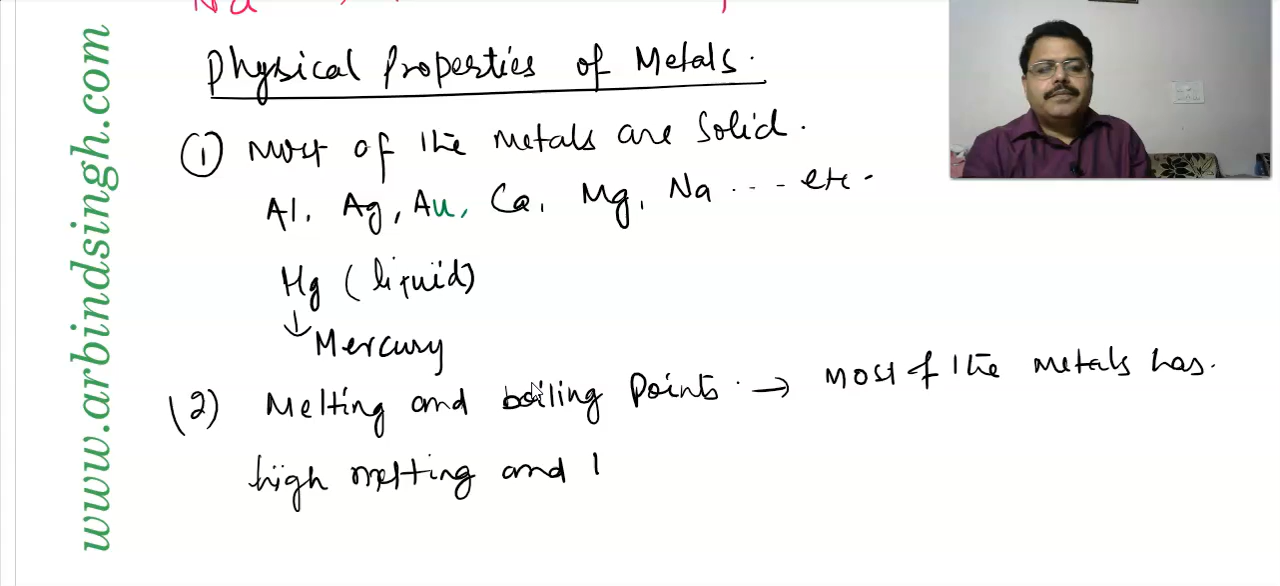 Na
Physical Properties of Metals.
(1) Most of the metals are Solid.
Al, Ag, Au, Ca, Mg, Na --- etc.
Hg (liquid)
↓
Mercury
(2) Melting and boiling Points. → Most of the metals has.
high melting and
www.arbindsingh.com